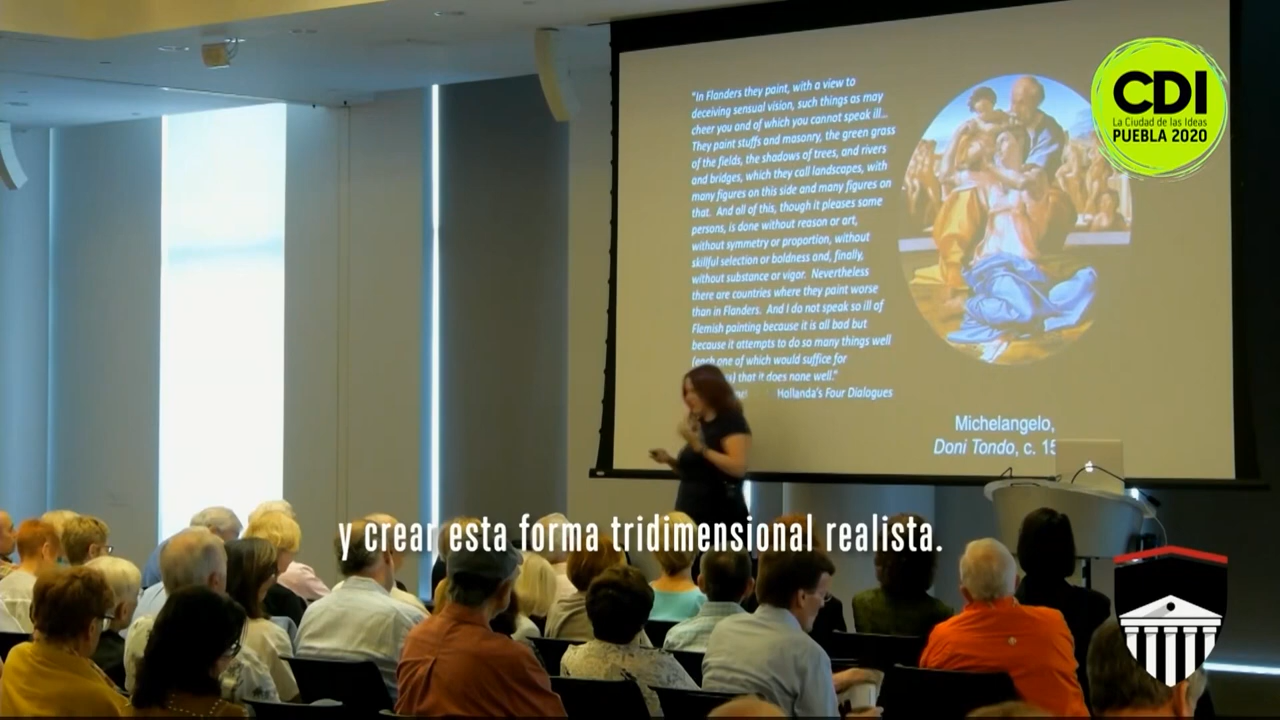 "In Flanders they paint, with a view to
deceiving sensual vision, such things as may
cheer you and of which you cannot speak ill...
They paint stuffs and masonry, the green grass
of the fields, the shadows of trees, and rivers
and bridges, which they call landscapes, with
many figures on this side and many figures on
that. And all of this, though it pleases some
persons, is done without reason or art,
without symmetry or proportion, without
skillful selection or boldness and, finally,
without substance or vigor. Nevertheless
there are countries where they paint worse
than in Flanders. And I do not speak so ill of
Flemish painting because it is all bad but
because it attempts to do so many things well
(each one of which would suffice for
that it does none well."
Hollanda's Four Dialogues
Michelangelo,
Doni Tondo, c. 15
CDI
La Ciudad de las Ideas
PUEBLA 2020
y crear esta forma tridimensional realista.